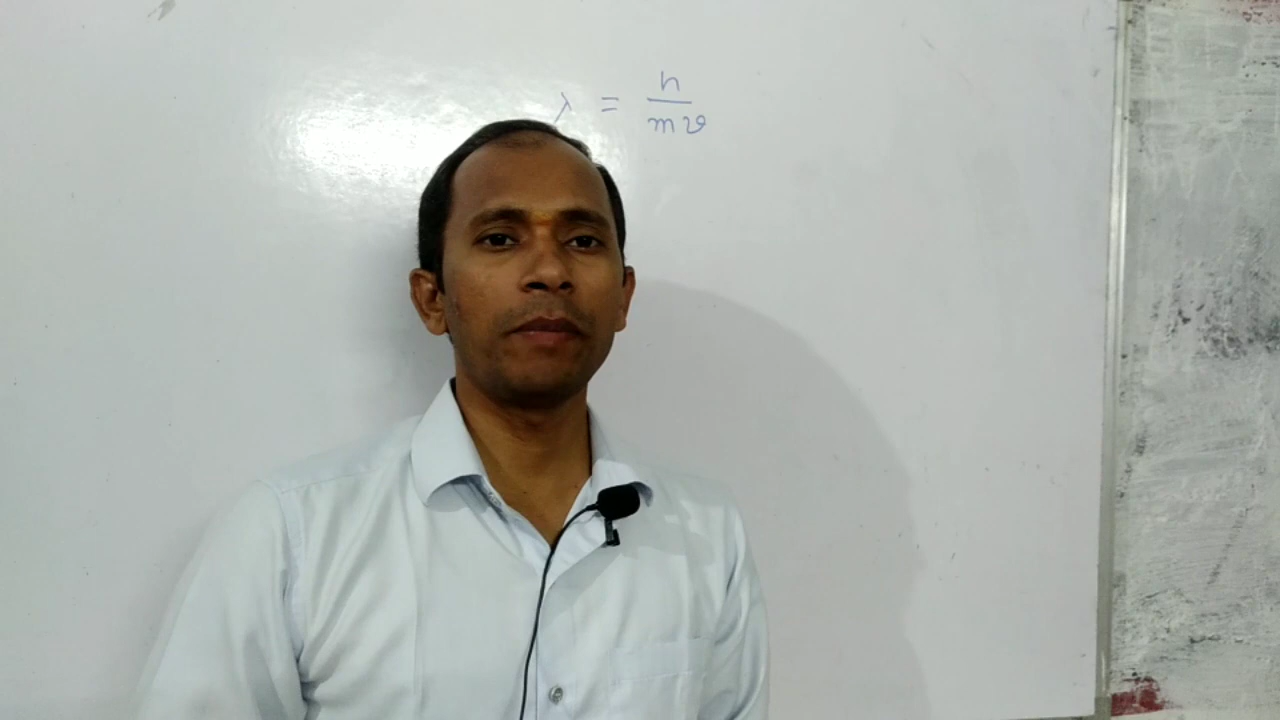 λ = h/mv